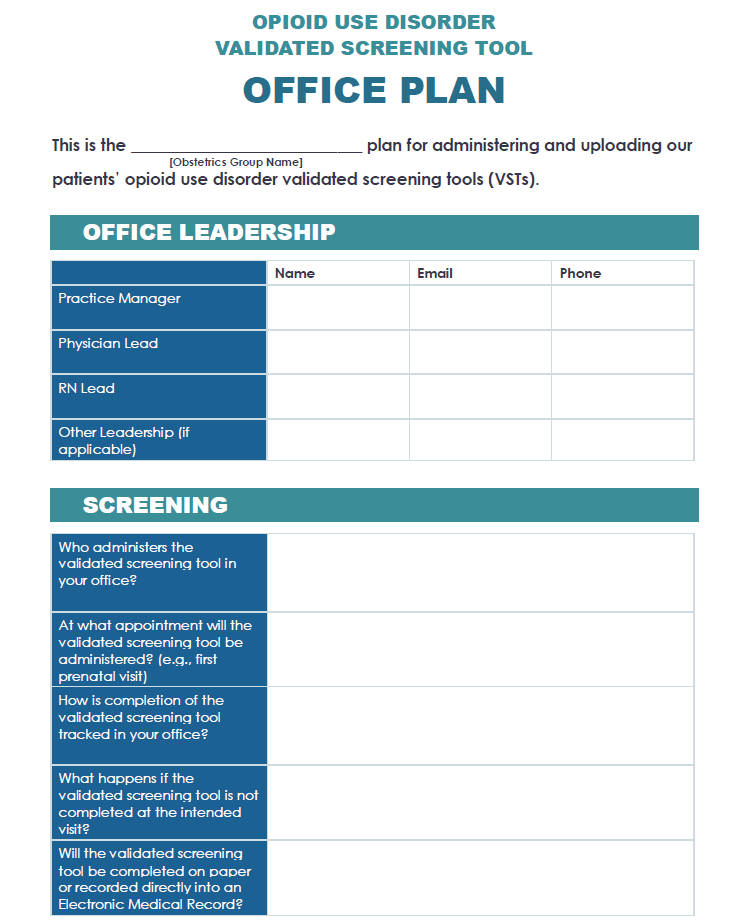 OPIOID USE DISORDER
VALIDATED SCREENING TOOL
OFFICE PLAN
This is the ______________________________ plan for administering and uploading our
[Obstetrics Group Name]
patients’ opioid use disorder validated screening tools (VSTs).
OFFICE LEADERSHIP
Name Email Phone
Practice Manager
Physician Lead
RN Lead
Other Leadership (if
applicable)
SCREENING
Who administers the
validated screening tool in
your office?
At what appointment will the
validated screening tool be
administered? (e.g., first
prenatal visit)
How is completion of the
validated screening tool
tracked in your office?
What happens if the
validated screening tool is not
completed at the intended
visit?
Will the validated screening
tool be completed on paper
or recorded directly into an
Electronic Medical Record?